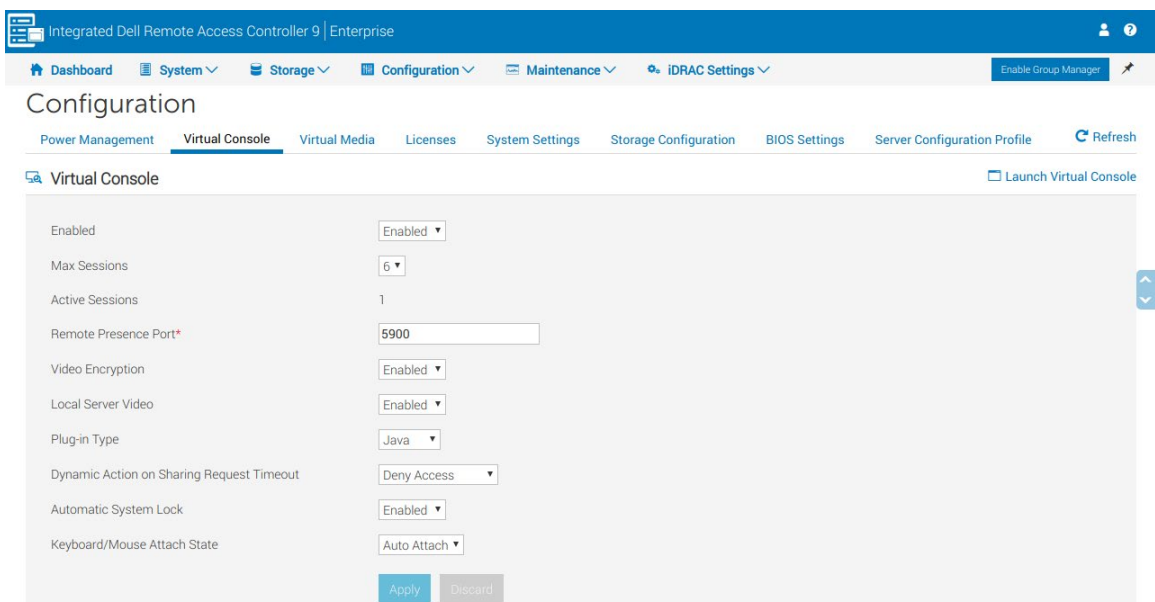 Integrated Dell Remote Access Controller 9 | Enterprise
Dashboard System Storage Configuration Maintenance iDRAC Settings Enable Group Manager
Configuration
Power Management Virtual Console Virtual Media Licenses System Settings Storage Configuration BIOS Settings Server Configuration Profile Refresh
Virtual Console Launch Virtual Console
Enabled Enabled
Max Sessions 6
Active Sessions 1
Remote Presence Port* 5900
Video Encryption Enabled
Local Server Video Enabled
Plug-in Type Java
Dynamic Action on Sharing Request Timeout Deny Access
Automatic System Lock Enabled
Keyboard/Mouse Attach State Auto Attach
Apply Discard